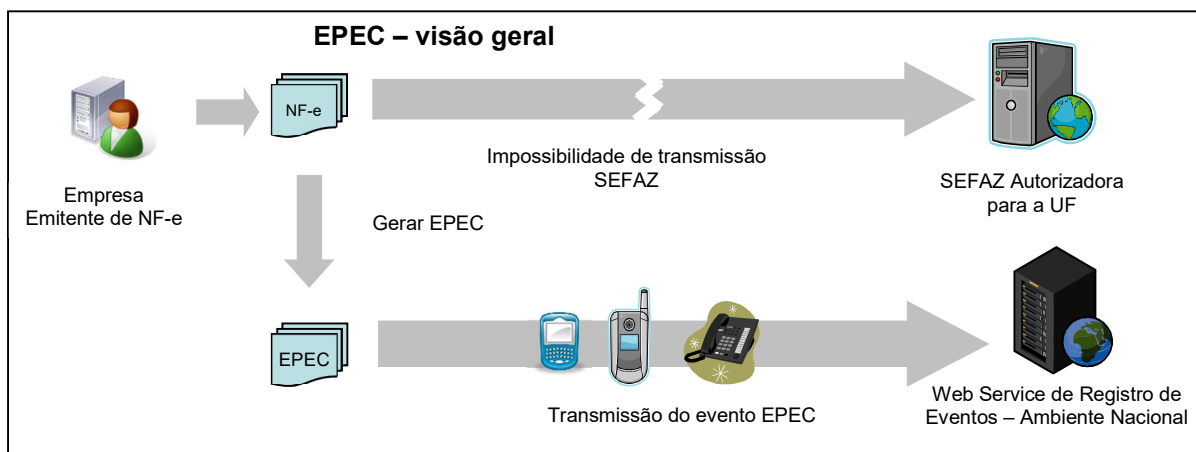 EPEC – visão geral
NF-e
Impossibilidade de transmissão
SEFAZ
Empresa
Emitente de NF-e
SEFAZ Autorizadora
para a UF
Gerar EPEC
EPEC
Transmissão do evento EPEC
Web Service de Registro de
Eventos – Ambiente Nacional